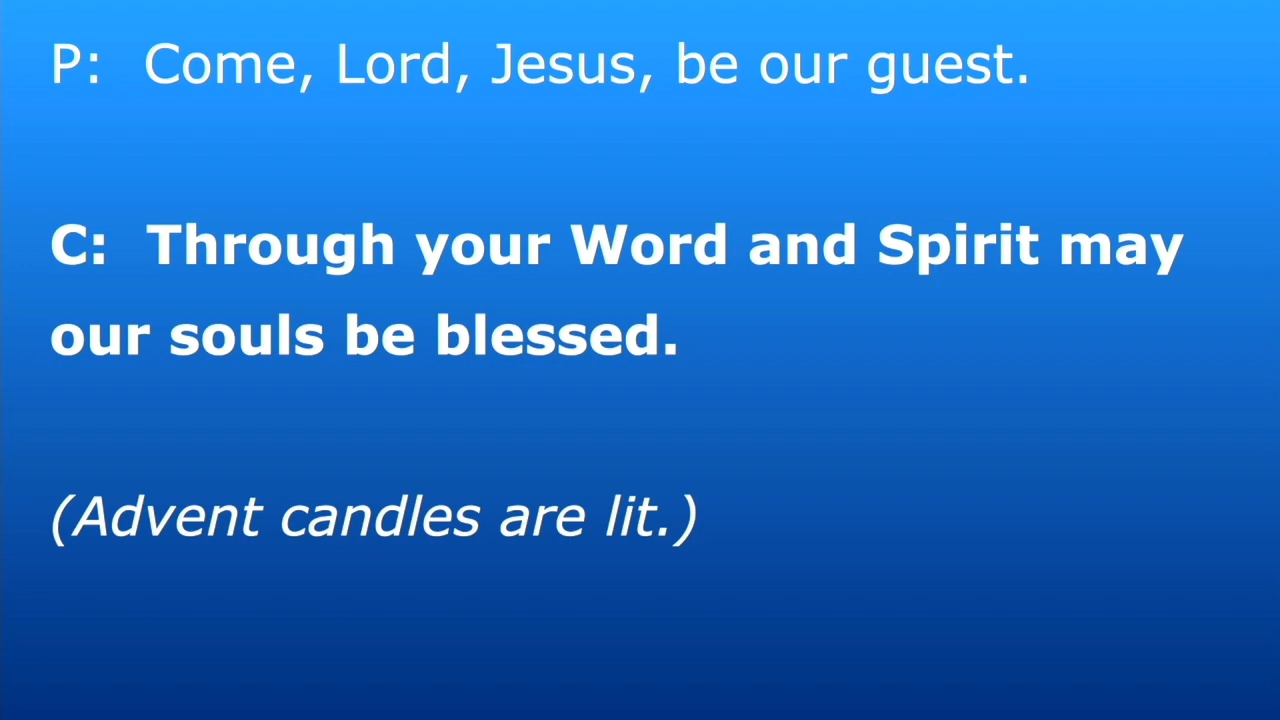 P: Come, Lord, Jesus, be our guest.
C: Through your Word and Spirit may
our souls be blessed.
(Advent candles are lit.)